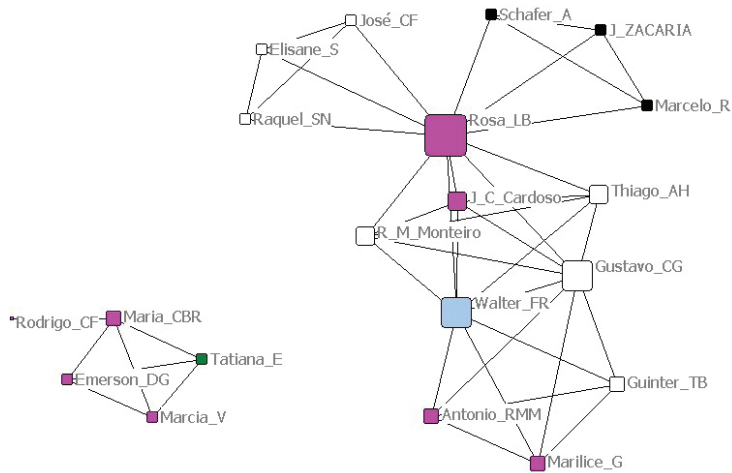 Schafer_A
José_CF
J_ZACARIA
Elisane_S
Marcelo_R
Raquel_SN
Rosa_LB
Thiago_AH
J_C_Cardoso
R_M_Monteiro
Gustavo_CG
Walter_FR
Maria_CBR
Rodrigo_CF
Tatiana_E
Emerson_DG
Guinter_TB
Marcia_V
Antonio_RMM
Marilice_G